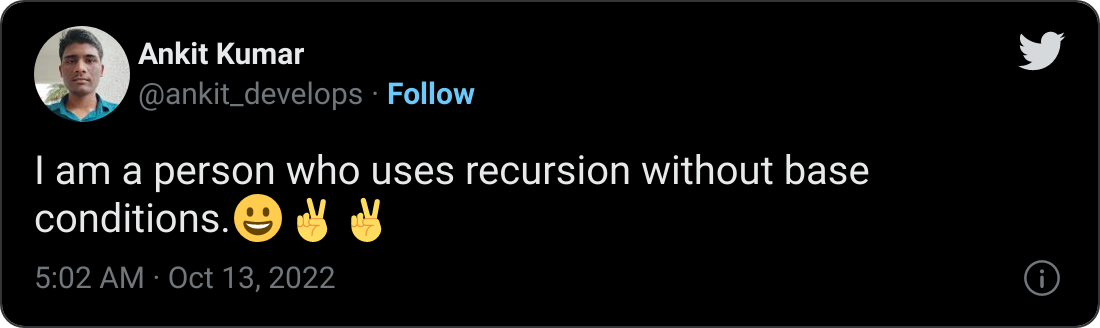 Ankit Kumar
@ankit_develops · Follow
I am a person who uses recursion without base
conditions.😀✌️✌️
5:02 AM · Oct 13, 2022